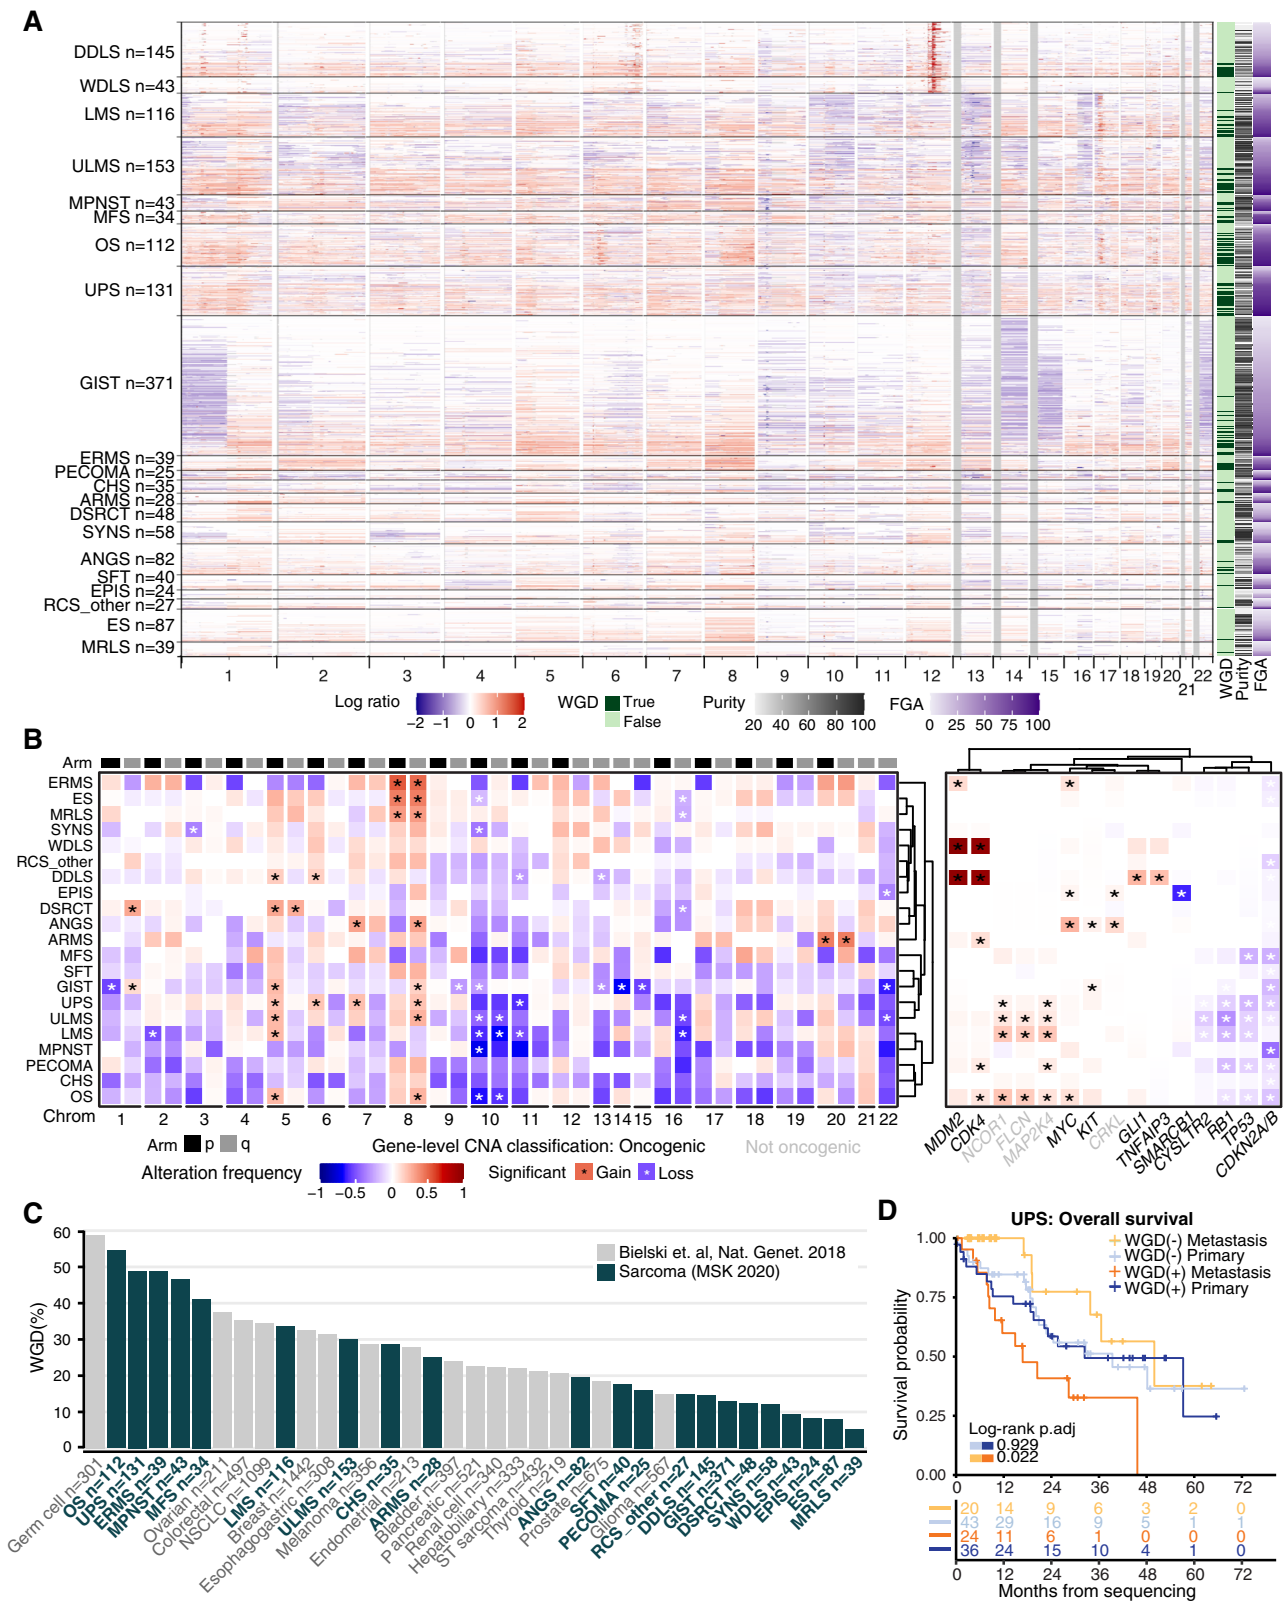 A
DDLS n=145
WDLS n=43
LMS n=116
ULMS n=153
MPNST n=43
MFS n=34
OS n=112
UPS n=131
GIST n=371
ERMS n=39
PECOMA n=25
CHS n=35
ARMS n=28
DSRCT n=48
SYNS n=58
ANGS n=82
SFT n=40
EPIS n=24
RCS_other n=27
ES n=87
MRLS n=39
1 2 3 4 5 6 7 8 9 10 11 12 13 14 15 16 17 18 19 20 21 22
WGD
Purity
FGA
Log ratio
−2 −1 0 1 2
WGD
True
False
Purity
20 40 60 80 100
FGA
0 25 50 75 100
B
Arm
ERMS
ES
MRLS
SYNS
WDLS
RCS_other
DDLS
EPIS
DSRCT
ANGS
ARMS
MFS
SFT
GIST
UPS
ULMS
LMS
MPNST
PECOMA
CHS
OS
Chrom 1 2 3 4 5 6 7 8 9 10 11 12 13 14 15 16 17 18 19 20 21 22
MDM2
CDK4
NCOR1
FLCN
MAP2K4
MYC
KIT
CRKL
GLI1
TNFAIP3
SMARCB1
CYSLTR2
RB1
TP53
CDKN2A/B
Arm p q
Gene-level CNA classification: Oncogenic
Not oncogenic
Alteration frequency
−1 −0.5 0 0.5 1
Significant * Gain * Loss
C
WGD(%)
60
50
40
30
20
10
0
Bielski et. al, Nat. Genet. 2018
Sarcoma (MSK 2020)
Germ cell n=301
OS n=112
UPS n=131
ERMS n=39
MPNST n=43
MFS n=34
Ovarian n=211
Colorectal n=497
NSCLC n=1099
LMS n=116
Breast n=1442
Esophagogastric n=308
ULMS n=153
Melanoma n=356
CHS n=35
Endometrial n=213
ARMS n=28
Bladder n=397
Pancreatic n=521
Renal cell n=340
Hepatobiliary n=333
ST sarcoma n=432
Thyroid n=219
ANGS n=82
Prostate n=675
SFT n=40
PECOMA n=25
Glioma n=567
RCS_other n=27
DDLS n=145
GIST n=371
DSRCT n=48
SYNS n=58
WDLS n=43
EPIS n=24
ES n=87
MRLS n=39
D
UPS: Overall survival
WGD(-) Metastasis
WGD(-) Primary
WGD(+) Metastasis
WGD(+) Primary
Survival probability
1.00
0.75
0.50
0.25
0.00
Log-rank p.adj
0.929
0.022
20 14 9 6 3 2 0
43 29 16 9 5 1 1
24 11 6 1 0 0 0
36 24 15 10 4 1 0
0 12 24 36 48 60 72
Months from sequencing